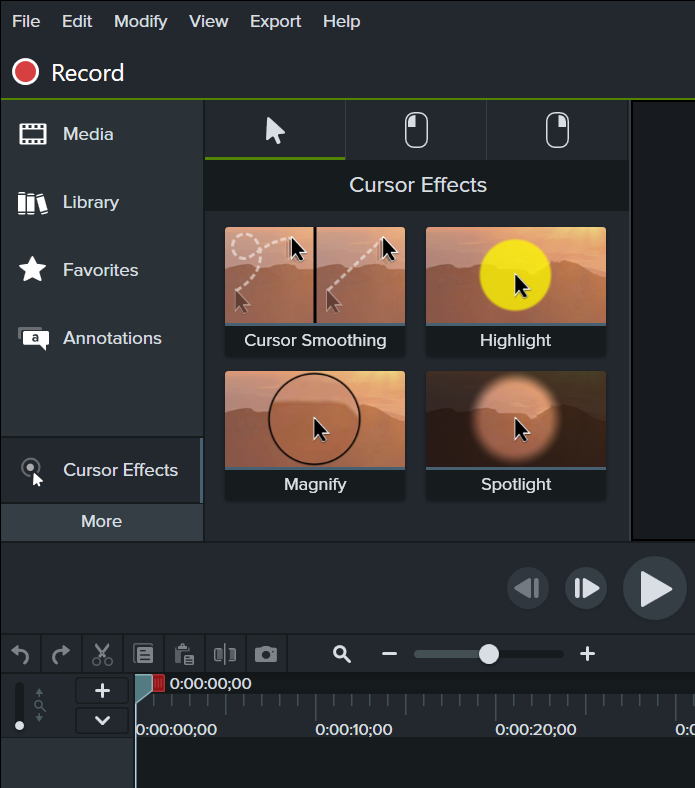 File Edit Modify View Export Help
Record
Media
Library
Favorites
a
Annotations
Cursor Effects
More
Cursor Effects
Cursor Smoothing
Highlight
Magnify
Spotlight
0:00:00;00
0:00:00;00 0:00:10;00 0:00:20;00